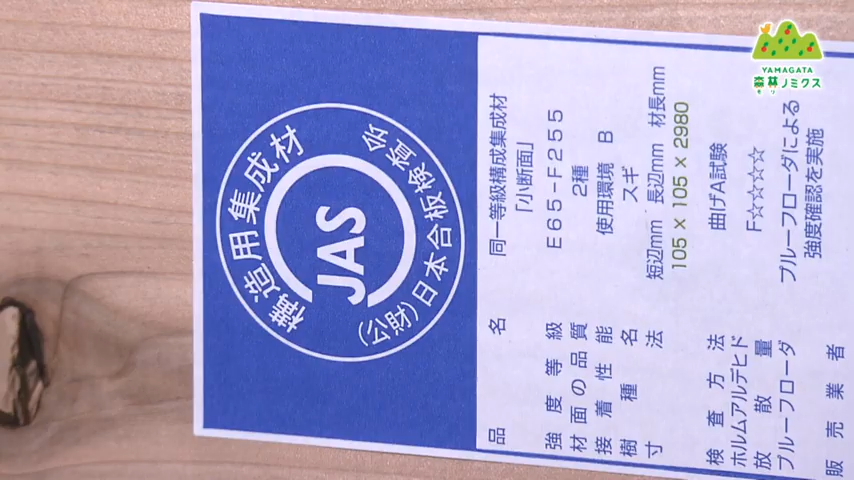 YAMAGATA
森林ノミクス
構造用集成材
JAS
(公財)日本合板検査会
品名 同一等級構成集成材
「小断面」
強度等級 E65-F255
材面の品質 2種
接着性能 使用環境 B
樹種名 スギ
寸法 短辺mm 長辺mm 材長mm
105 x 105 x 2980
検査方法 曲げA試験
ホルムアルデヒド
放散量 F☆☆☆☆
プルーフローダ プルーフローダによる
強度確認を実施
販売業者